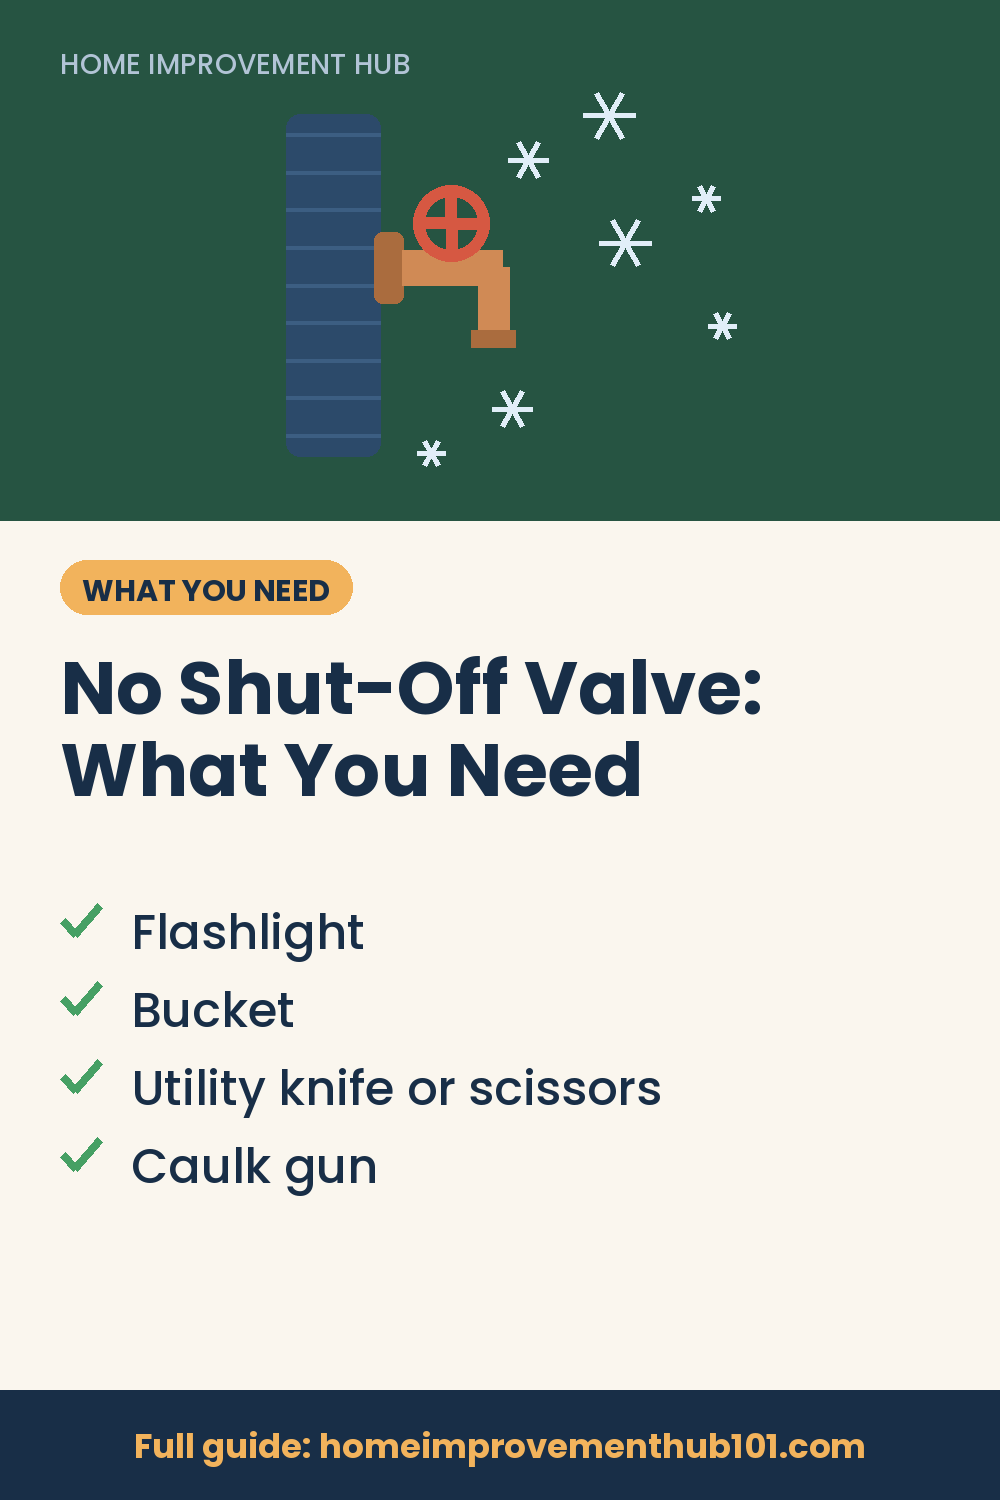 HOME IMPROVEMENT HUB
WHAT YOU NEED
No Shut-Off Valve:
What You Need
Flashlight
Bucket
Utility knife or scissors
Caulk gun
Full guide: homeimprovementhub101.com